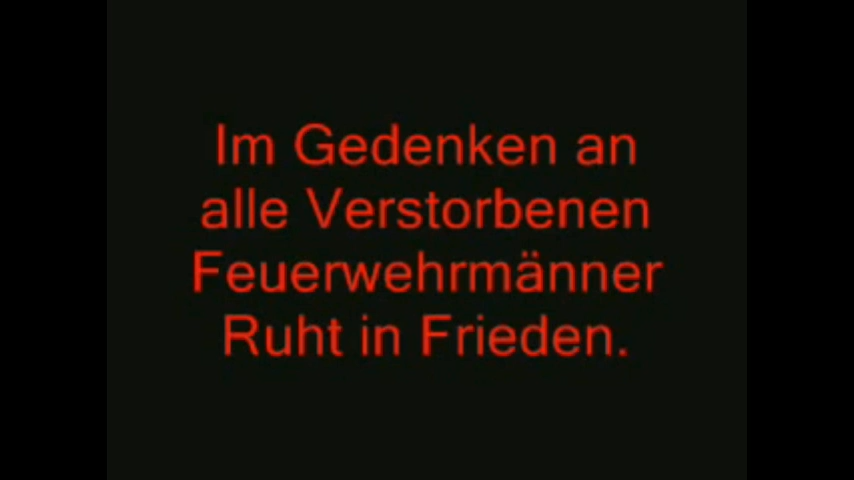 Im Gedenken an
alle Verstorbenen
Feuerwehrmänner
Ruht in Frieden.